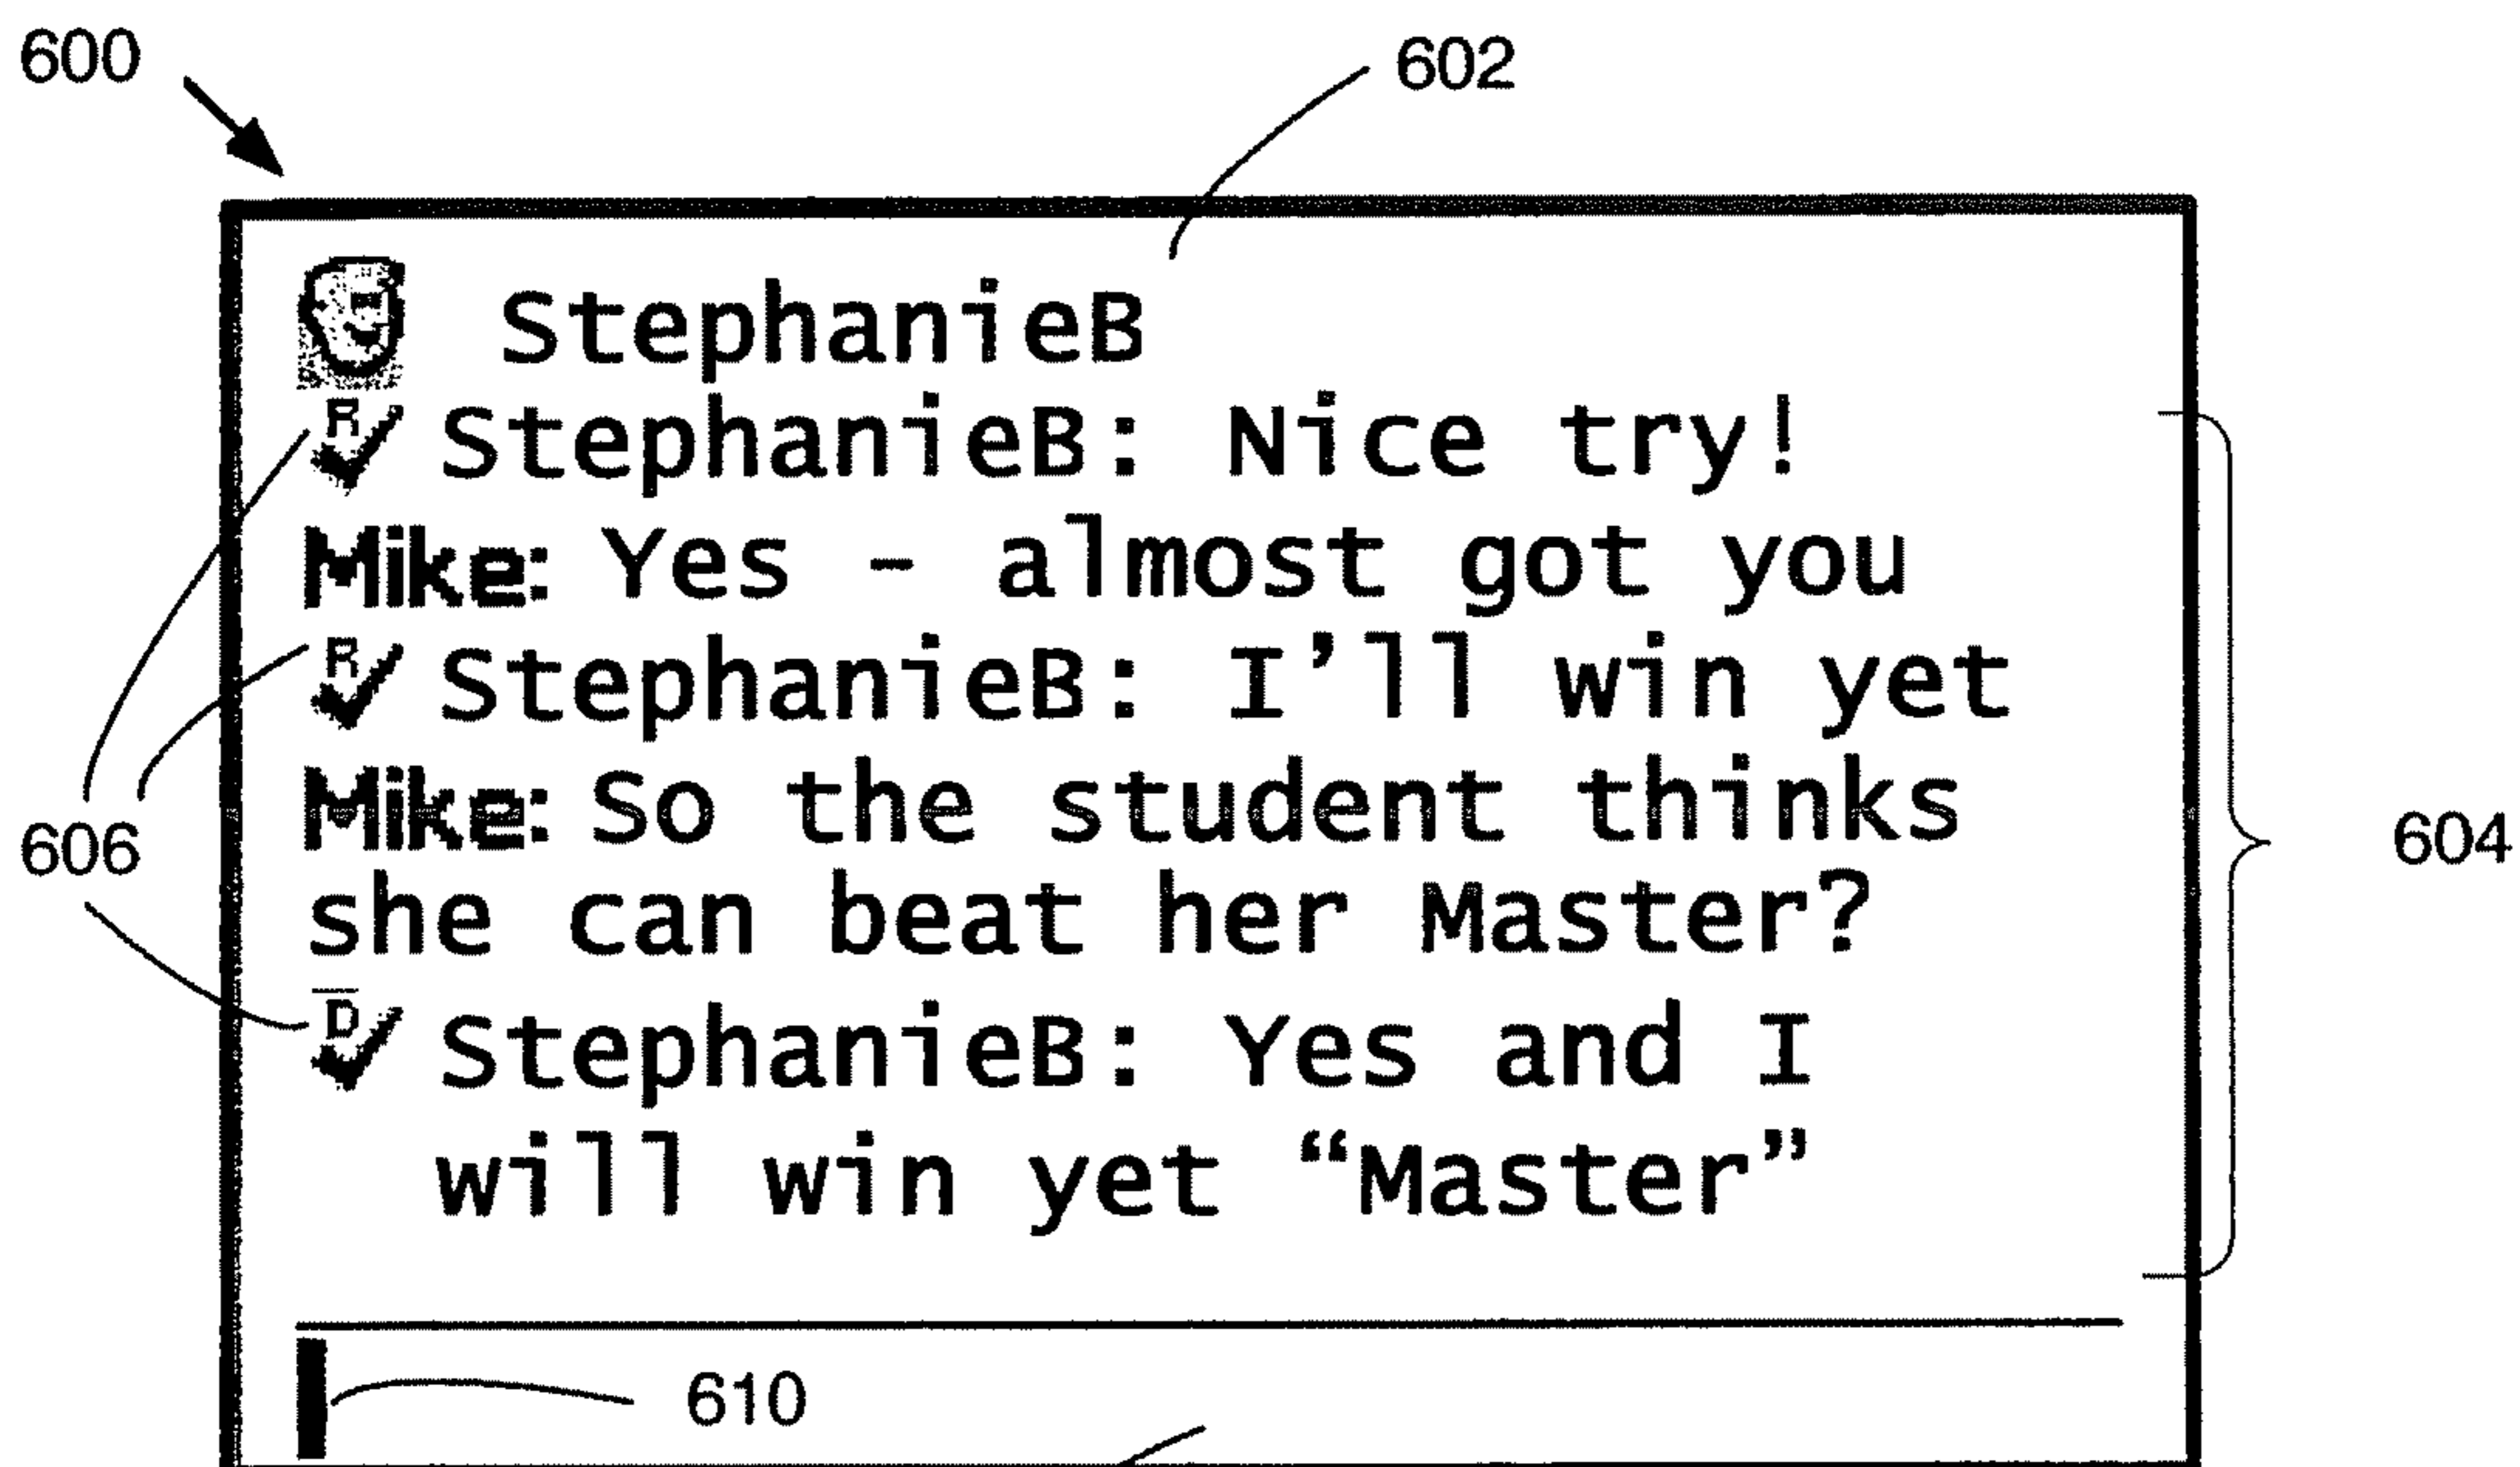 600
602
StephanieB
R StephanieB: Nice try!
Mike: Yes - almost got you
R StephanieB: I’ll win yet
Mike: So the student thinks
606
604
she can beat her Master?
D StephanieB: Yes and I
will win yet “Master”
610